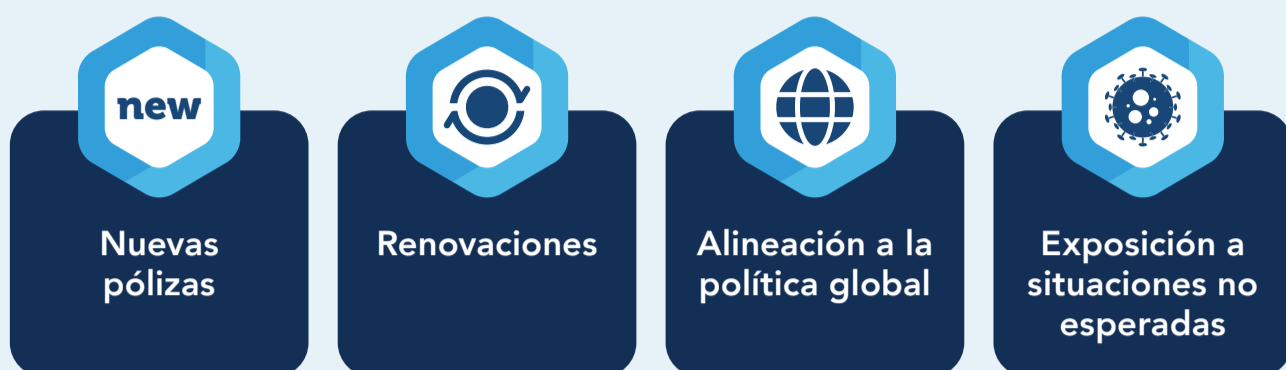 new
Nuevas
pólizas
Renovaciones
Alineación a la
política global
Exposición a
situaciones no
esperadas